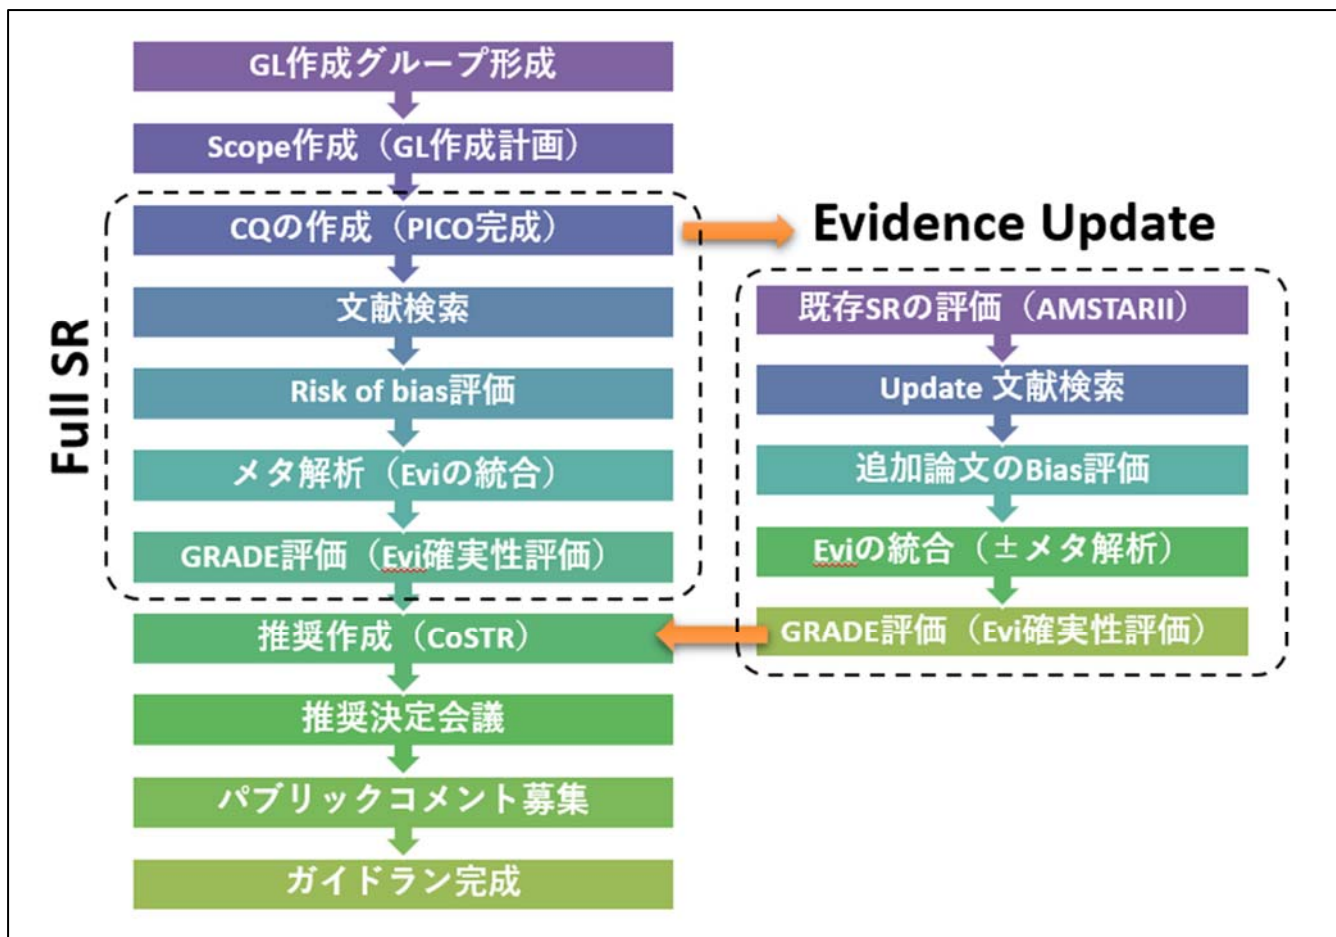 GL作成グループ形成
Scope作成（GL作成計画）
CQの作成（PICO完成）
文献検索
Risk of bias評価
メタ解析（Eviの統合）
GRADE評価（Evi確実性評価）
推奨作成（CoSTR）
推奨決定会議
パブリックコメント募集
ガイドラン完成
Full SR
Evidence Update
既存SRの評価（AMSTARII）
Update 文献検索
追加論文のBias評価
Eviの統合（±メタ解析）
GRADE評価（Evi確実性評価）